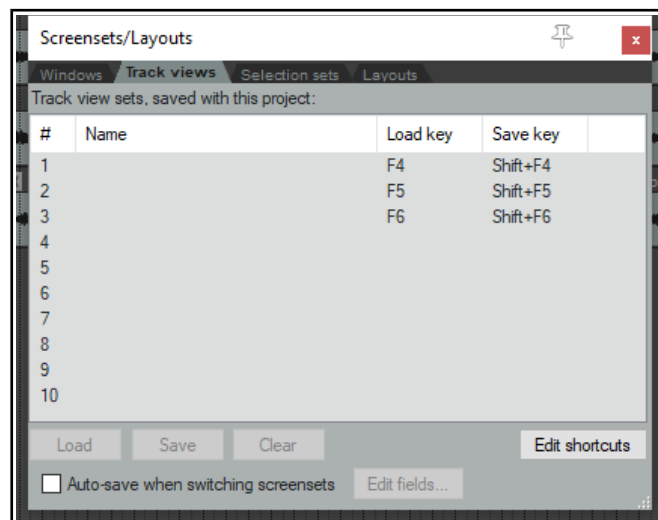 Screensets/Layouts
x
Windows Track views Selection sets Layouts
Track view sets, saved with this project:
# Name Load key Save key
1 F4 Shift+F4
2 F5 Shift+F5
3 F6 Shift+F6
4
5
6
7
8
9
10
Load Save Clear Edit shortcuts
Auto-save when switching screensets Edit fields...